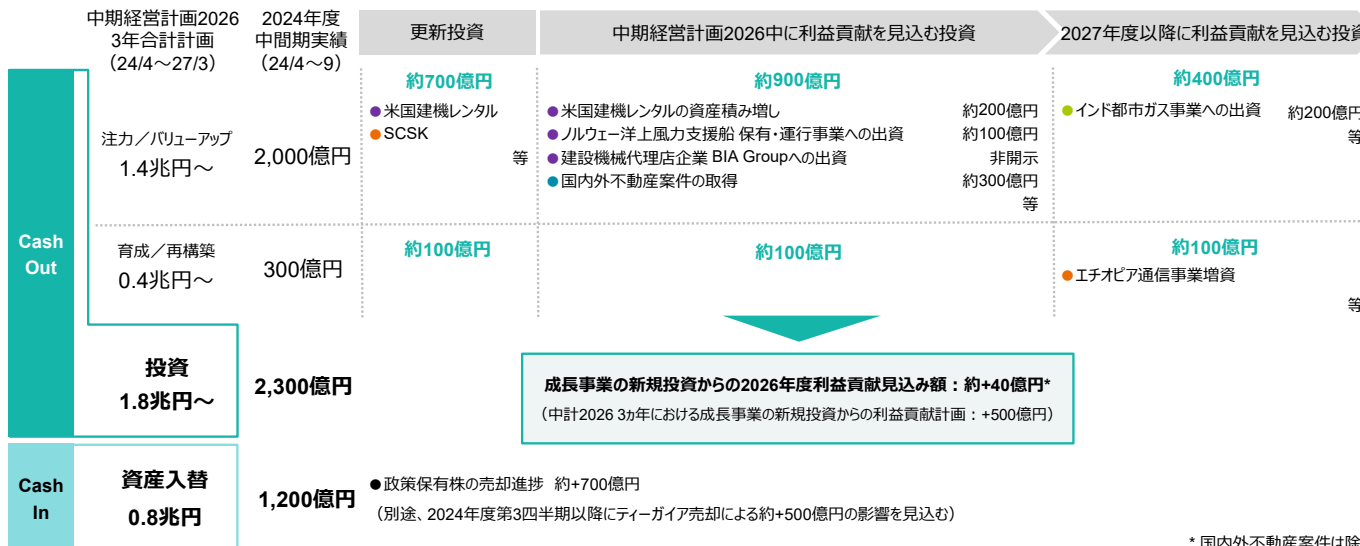 中期経営計画2026
3年合計計画
（24/4～27/3）
2024年度
中間期実績
（24/4～9）
更新投資
中期経営計画2026中に利益貢献を見込む投資
2027年度以降に利益貢献を見込む投資
Cash
Out
注力／バリューアップ
1.4兆円～
2,000億円
約700億円
●米国建機レンタル
●SCSK
等
約900億円
●米国建機レンタルの資産積み増し 約200億円
●ノルウェー洋上風力支援船 保有・運行事業への出資 約100億円
●建設機械代理店企業 BIA Groupへの出資 非開示
●国内外不動産案件の取得 約300億円
等
約400億円
●インド都市ガス事業への出資 約200億円
等
育成／再構築
0.4兆円～
300億円
約100億円
約100億円
約100億円
●エチオピア通信事業増資
等
投資
1.8兆円～
2,300億円
成長事業の新規投資からの2026年度利益貢献見込み額：約+40億円*
（中計2026 3ヵ年における成長事業の新規投資からの利益貢献計画：+500億円）
Cash
In
資産入替
0.8兆円
1,200億円
●政策保有株の売却進捗 約+700億円
（別途、2024年度第3四半期以降にティーガイア売却による約+500億円の影響を見込む）
* 国内外不動産案件は除